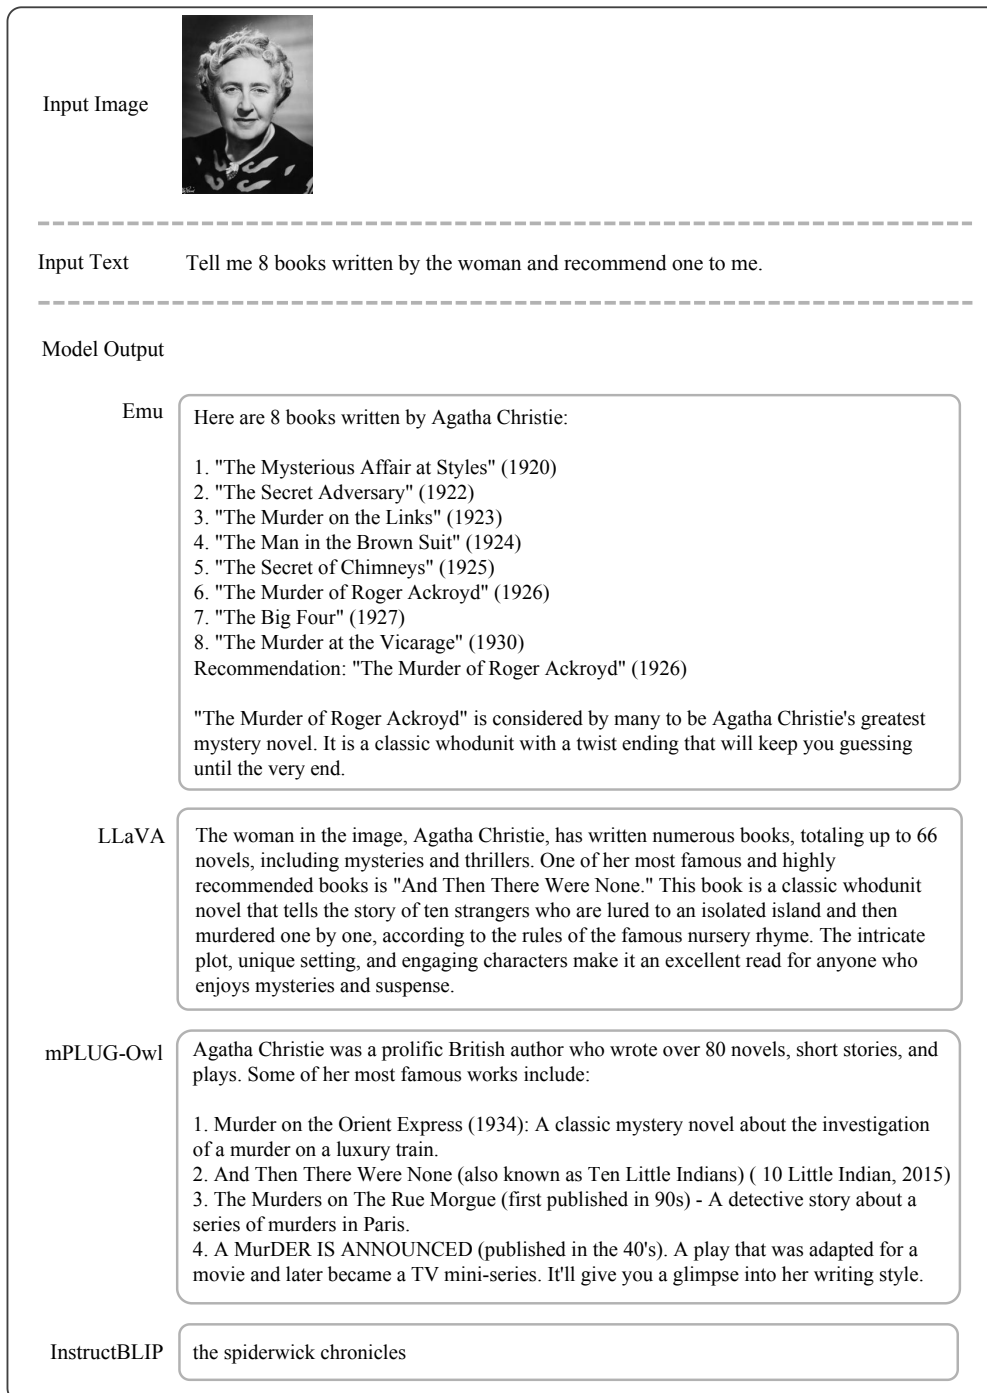 Input Image
Input Text
Tell me 8 books written by the woman and recommend one to me.
Model Output
Emu
Here are 8 books written by Agatha Christie:
1. "The Mysterious Affair at Styles" (1920)
2. "The Secret Adversary" (1922)
3. "The Murder on the Links" (1923)
4. "The Man in the Brown Suit" (1924)
5. "The Secret of Chimneys" (1925)
6. "The Murder of Roger Ackroyd" (1926)
7. "The Big Four" (1927)
8. "The Murder at the Vicarage" (1930)
Recommendation: "The Murder of Roger Ackroyd" (1926)
"The Murder of Roger Ackroyd" is considered by many to be Agatha Christie's greatest
mystery novel. It is a classic whodunit with a twist ending that will keep you guessing
until the very end.
LLaVA
The woman in the image, Agatha Christie, has written numerous books, totaling up to 66
novels, including mysteries and thrillers. One of her most famous and highly
recommended books is "And Then There Were None." This book is a classic whodunit
novel that tells the story of ten strangers who are lured to an isolated island and then
murdered one by one, according to the rules of the famous nursery rhyme. The intricate
plot, unique setting, and engaging characters make it an excellent read for anyone who
enjoys mysteries and suspense.
mPLUG-Owl
Agatha Christie was a prolific British author who wrote over 80 novels, short stories, and
plays. Some of her most famous works include:
1. Murder on the Orient Express (1934): A classic mystery novel about the investigation
of a murder on a luxury train.
2. And Then There Were None (also known as Ten Little Indians) ( 10 Little Indian, 2015)
3. The Murders on The Rue Morgue (first published in 90s) - A detective story about a
series of murders in Paris.
4. A MurDER IS ANNOUNCED (published in the 40's). A play that was adapted for a
movie and later became a TV mini-series. It'll give you a glimpse into her writing style.
InstructBLIP
the spiderwick chronicles